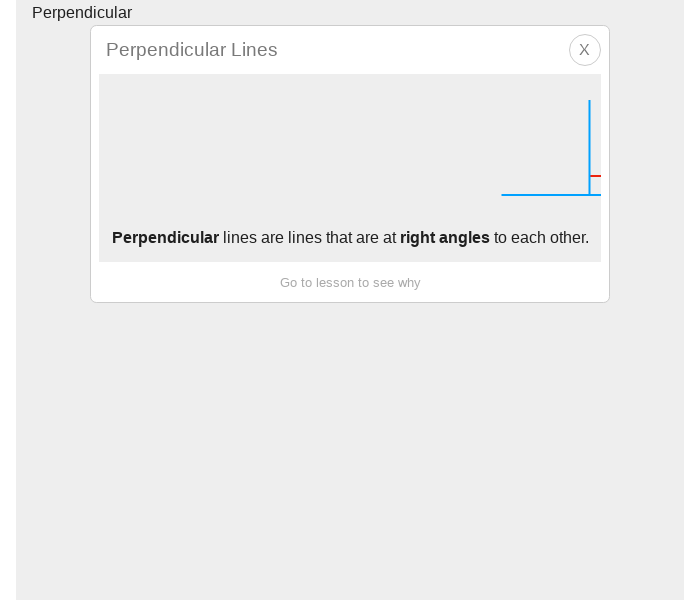 Perpendicular
Perpendicular Lines
X
Perpendicular lines are lines that are at right angles to each other.
Go to lesson to see why